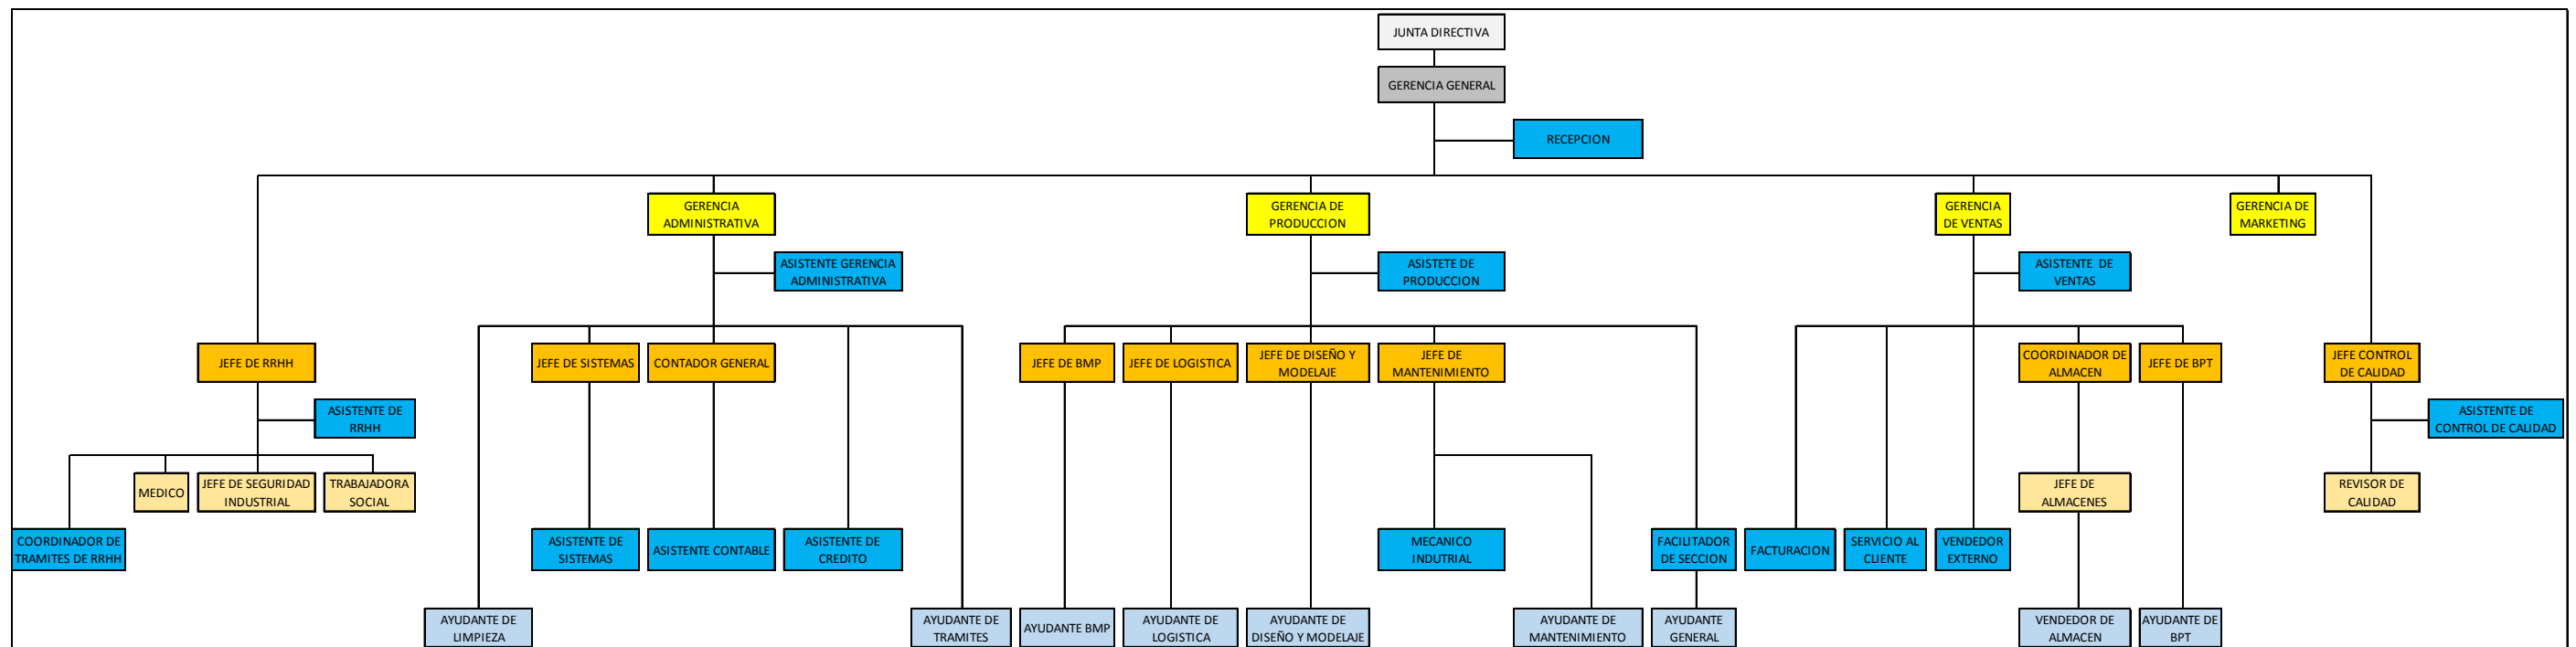 JUNTA DIRECTIVA
GERENCIA GENERAL
RECEPCION
GERENCIA
ADMINISTRATIVA
GERENCIA DE
PRODUCCION
GERENCIA
DE VENTAS
GERENCIA DE
MARKETING
ASISTENTE GERENCIA
ADMINISTRATIVA
ASISTETE DE
PRODUCCION
ASISTENTE DE
VENTAS
JEFE DE RRHH
JEFE DE SISTEMAS
CONTADOR GENERAL
JEFE DE BMP
JEFE DE LOGISTICA
JEFE DE DISEÑO Y
MODELAJE
JEFE DE
MANTENIMIENTO
COORDINADOR DE
ALMACEN
JEFE DE BPT
JEFE CONTROL
DE CALIDAD
ASISTENTE DE
RRHH
ASISTENTE DE
CONTROL DE CALIDAD
MEDICO
JEFE DE SEGURIDAD
INDUSTRIAL
TRABAJADORA
SOCIAL
JEFE DE
ALMACENES
REVISOR DE
CALIDAD
COORDINADOR DE
TRAMITES DE RRHH
ASISTENTE DE
SISTEMAS
ASISTENTE CONTABLE
ASISTENTE DE
CREDITO
MECANICO
INDUTRIAL
FACILITADOR
DE SECCION
FACTURACION
SERVICIO AL
CLIENTE
VENDEDOR
EXTERNO
AYUDANTE DE
LIMPIEZA
AYUDANTE DE
TRAMITES
AYUDANTE BMP
AYUDANTE DE
LOGISTICA
AYUDANTE DE
DISEÑO Y MODELAJE
AYUDANTE DE
MANTENIMIENTO
AYUDANTE
GENERAL
VENDEDOR DE
ALMACEN
AYUDANTE DE
BPT